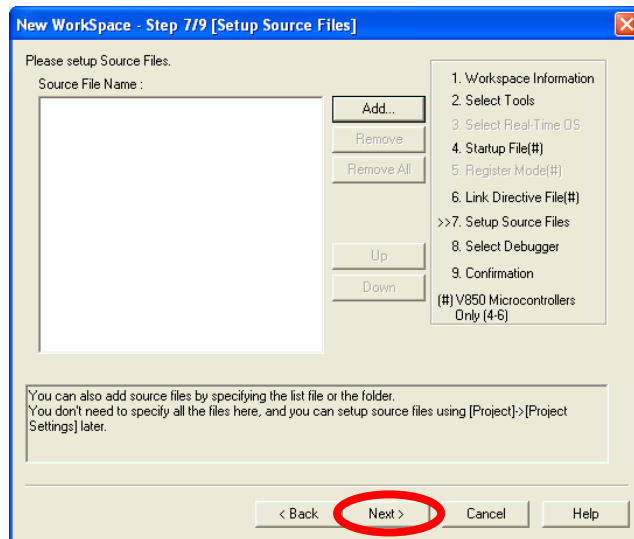 New WorkSpace - Step 7/9 [Setup Source Files]
Please setup Source Files.
Source File Name :
Add...
Remove
Remove All
Up
Down
1. Workspace Information
2. Select Tools
3. Select Real-Time OS
4. Startup File(#)
5. Register Mode(#)
6. Link Directive File(#)
>>7. Setup Source Files
8. Select Debugger
9. Confirmation
(#) V850 Microcontrollers
Only (4-6)
You can also add source files by specifying the list file or the folder.
You don't need to specify all the files here, and you can setup source files using [Project]->[Project
Settings] later.
< Back
Next >
Cancel
Help